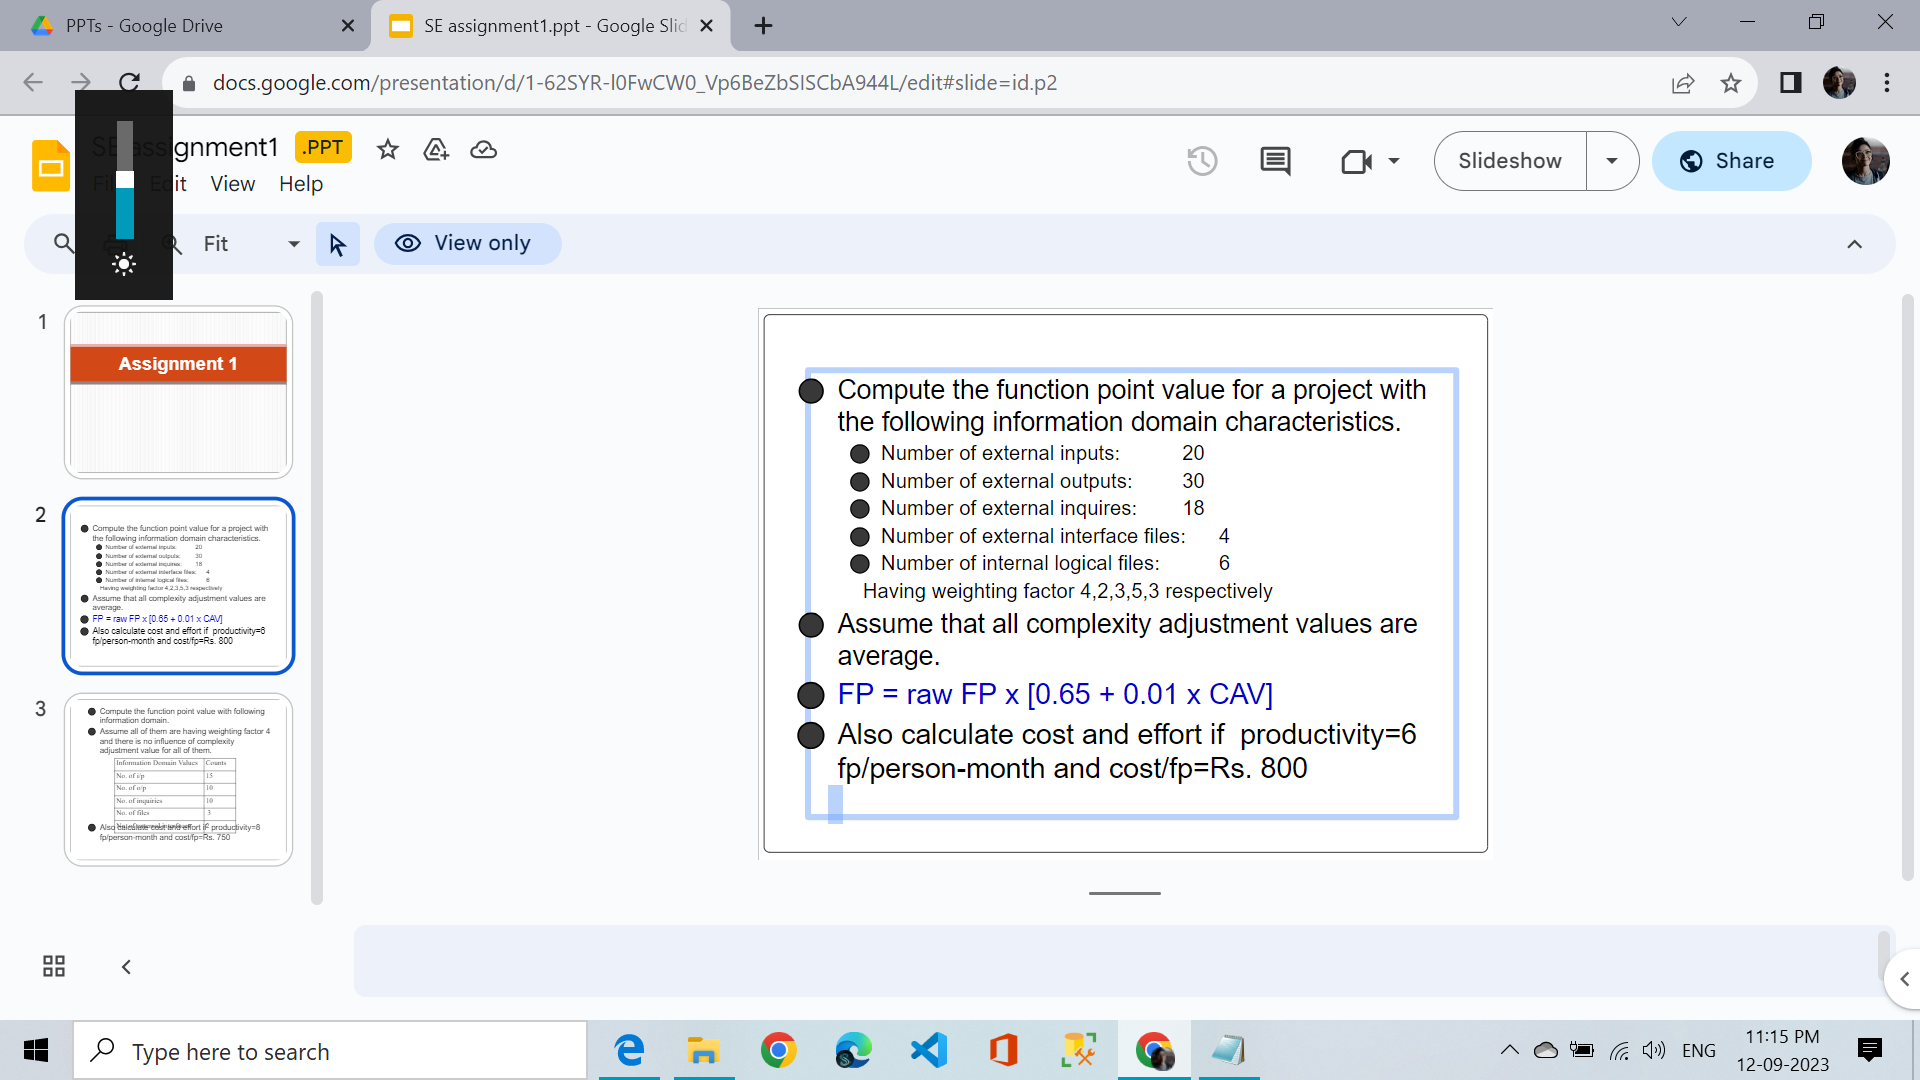 PPTs - Google Drive
SE assignment1.ppt - Google Slid
docs.google.com/presentation/d/1-62SYR-l0FwCW0_Vp6BeZbSISCbA944L/edit#slide=id.p2
SE assignment1 .PPT
File Edit View Help
Slideshow
Share
Fit
View only
1
Assignment 1
2
Compute the function point value for a project with
the following information domain characteristics.
Number of external inputs: 20
Number of external outputs: 30
Number of external inquires: 18
Number of external interface files: 4
Number of internal logical files: 6
Having weighting factor 4,2,3,5,3 respectively
Assume that all complexity adjustment values are
average.
FP = raw FP x [0.65 + 0.01 x CAV]
Also calculate cost and effort if productivity=6
fp/person-month and cost/fp=Rs. 800
3
Compute the function point value with following
information domain.
Assume all of them are having weighting factor 4
and there is no influence of complexity
adjustment value for all of them.
Information Domain Values Counts
No. of i/p 15
No. of o/p 10
No. of inquiries 10
No. of files 3
Also calculate cost and effort if productivity=8
fp/person-month and cost/fp=Rs. 750
Compute the function point value for a project with
the following information domain characteristics.
Number of external inputs: 20
Number of external outputs: 30
Number of external inquires: 18
Number of external interface files: 4
Number of internal logical files: 6
Having weighting factor 4,2,3,5,3 respectively
Assume that all complexity adjustment values are
average.
FP = raw FP x [0.65 + 0.01 x CAV]
Also calculate cost and effort if productivity=6
fp/person-month and cost/fp=Rs. 800
Type here to search
ENG
11:15 PM
12-09-2023